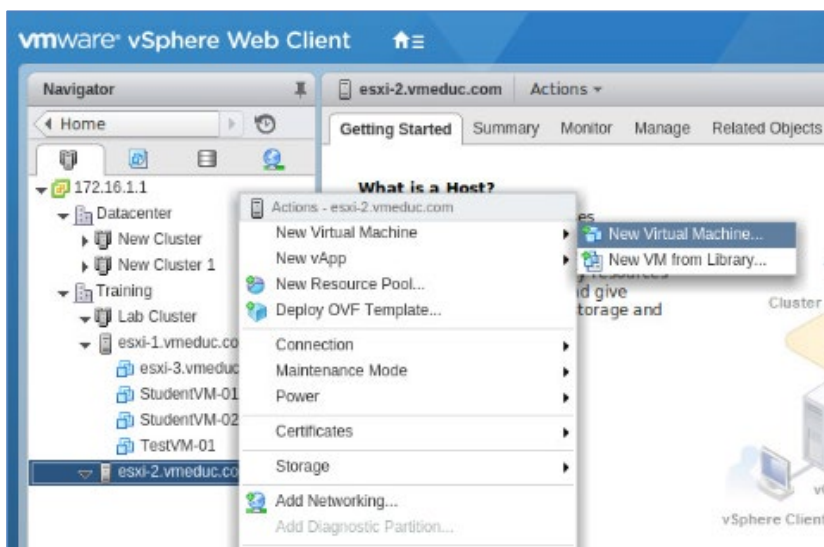 vmware® vSphere Web Client
Navigator
Home
172.16.1.1
Datacenter
New Cluster
New Cluster 1
Training
Lab Cluster
esxi-1.vmeduc.co
esxi-3.vmeduc
StudentVM-01
StudentVM-02
TestVM-01
esxi-2.vmeduc.co
esxi-2.vmeduc.com Actions
Getting Started Summary Monitor Manage Related Objects
What is a Host?
Actions - esxi-2.vmeduc.com
New Virtual Machine
New vApp
New Resource Pool...
Deploy OVF Template...
Connection
Maintenance Mode
Power
Certificates
Storage
Add Networking...
Add Diagnostic Partition...
New Virtual Machine...
New VM from Library...
resources
nd give
torage and
Cluster
vSphere Client